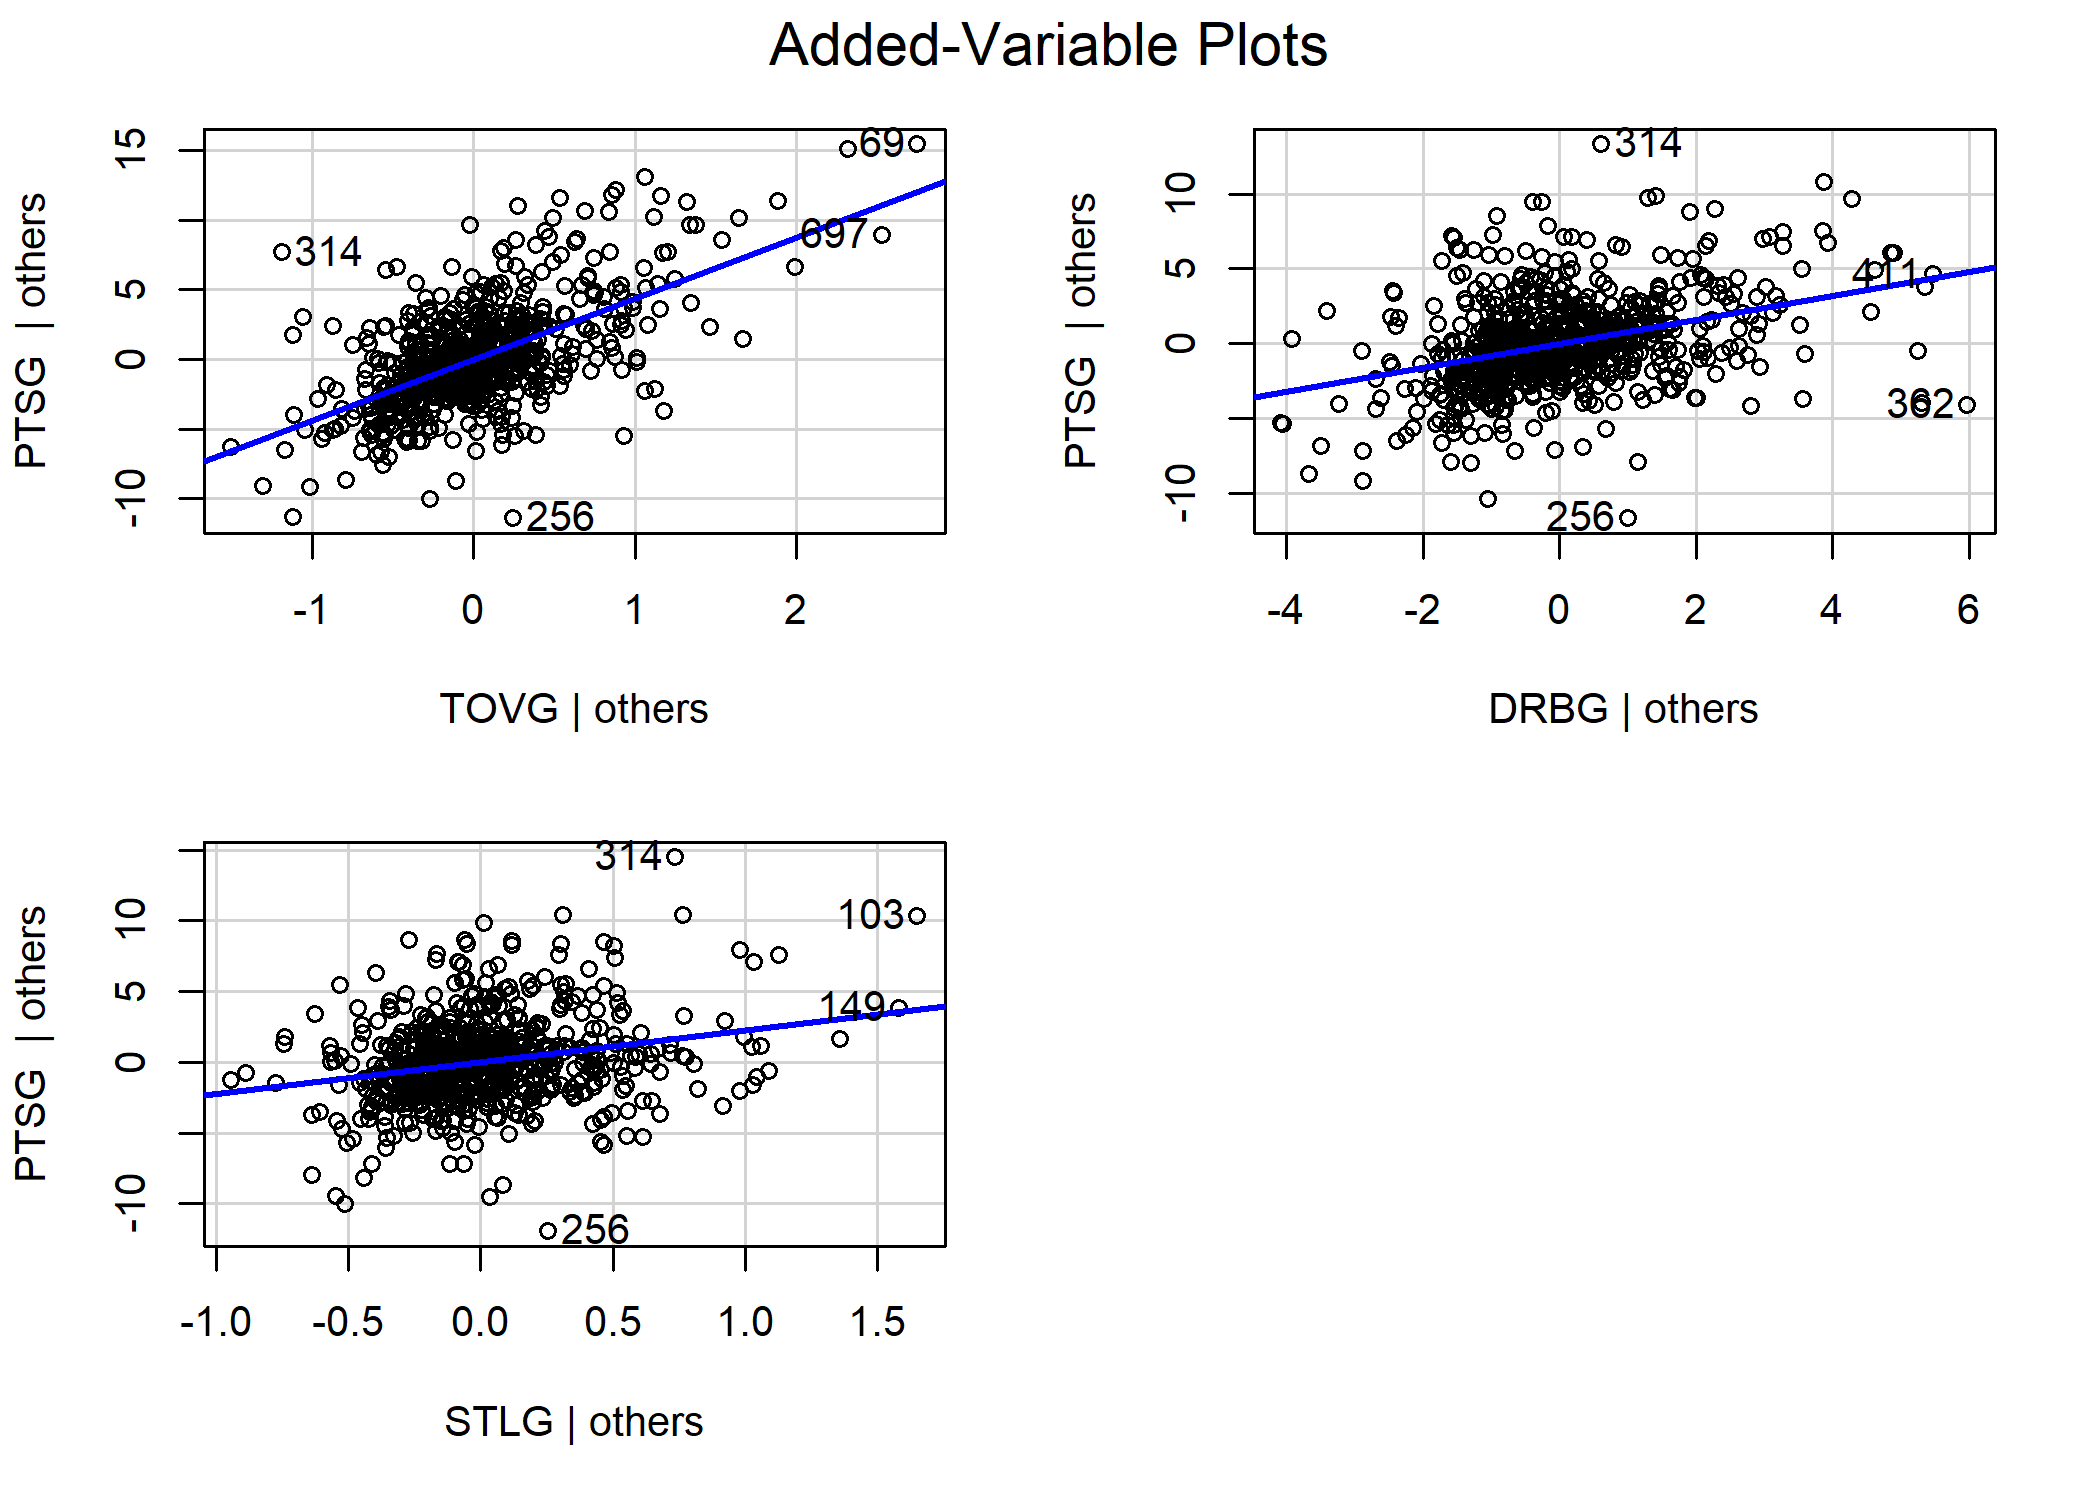 Added-Variable Plots
PTSG | others
15
5
0
-10
69
697
314
256
-1 0 1 2
TOVG | others
PTSG | others
10
5
0
-10
314
411
362
256
-4 -2 0 2 4 6
DRBG | others
PTSG | others
10
5
0
-10
314
103
149
256
-1.0 -0.5 0.0 0.5 1.0 1.5
STLG | others